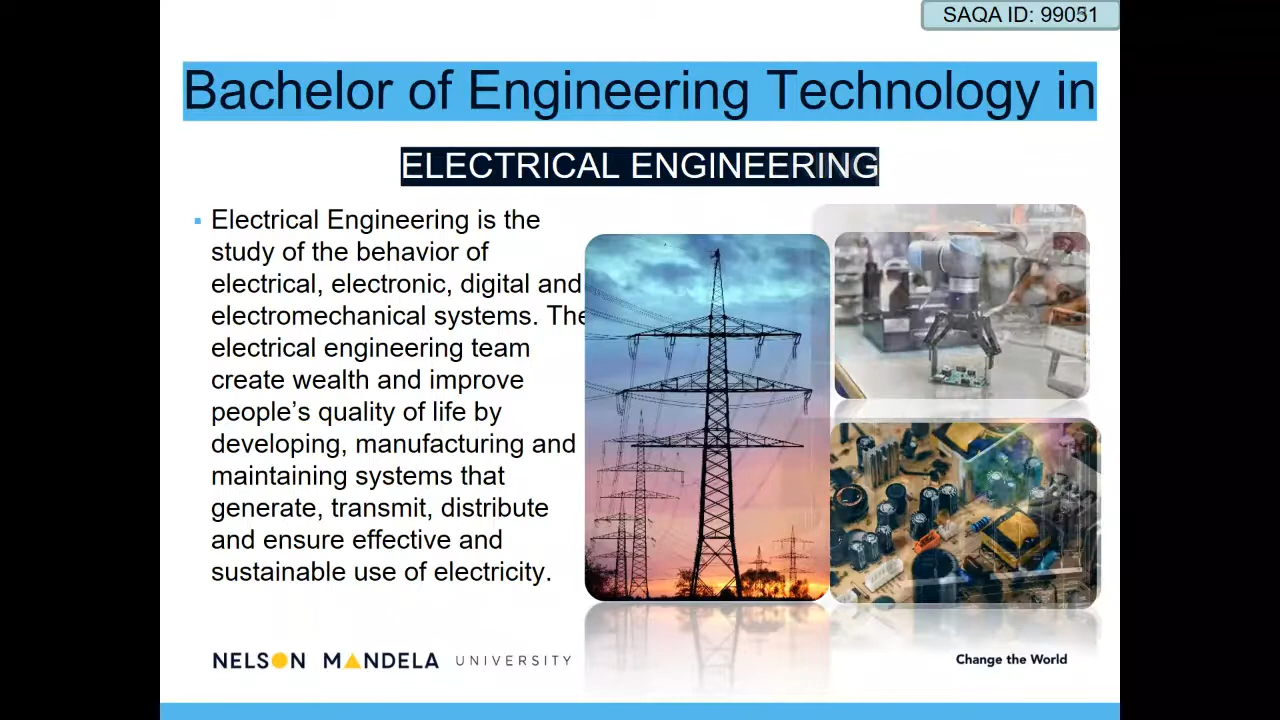 SAQA ID: 99051
Bachelor of Engineering Technology in
ELECTRICAL ENGINEERING
▪ Electrical Engineering is the
study of the behavior of
electrical, electronic, digital and
electromechanical systems. The
electrical engineering team
create wealth and improve
people’s quality of life by
developing, manufacturing and
maintaining systems that
generate, transmit, distribute
and ensure effective and
sustainable use of electricity.
NELSON MANDELA UNIVERSITY
Change the World